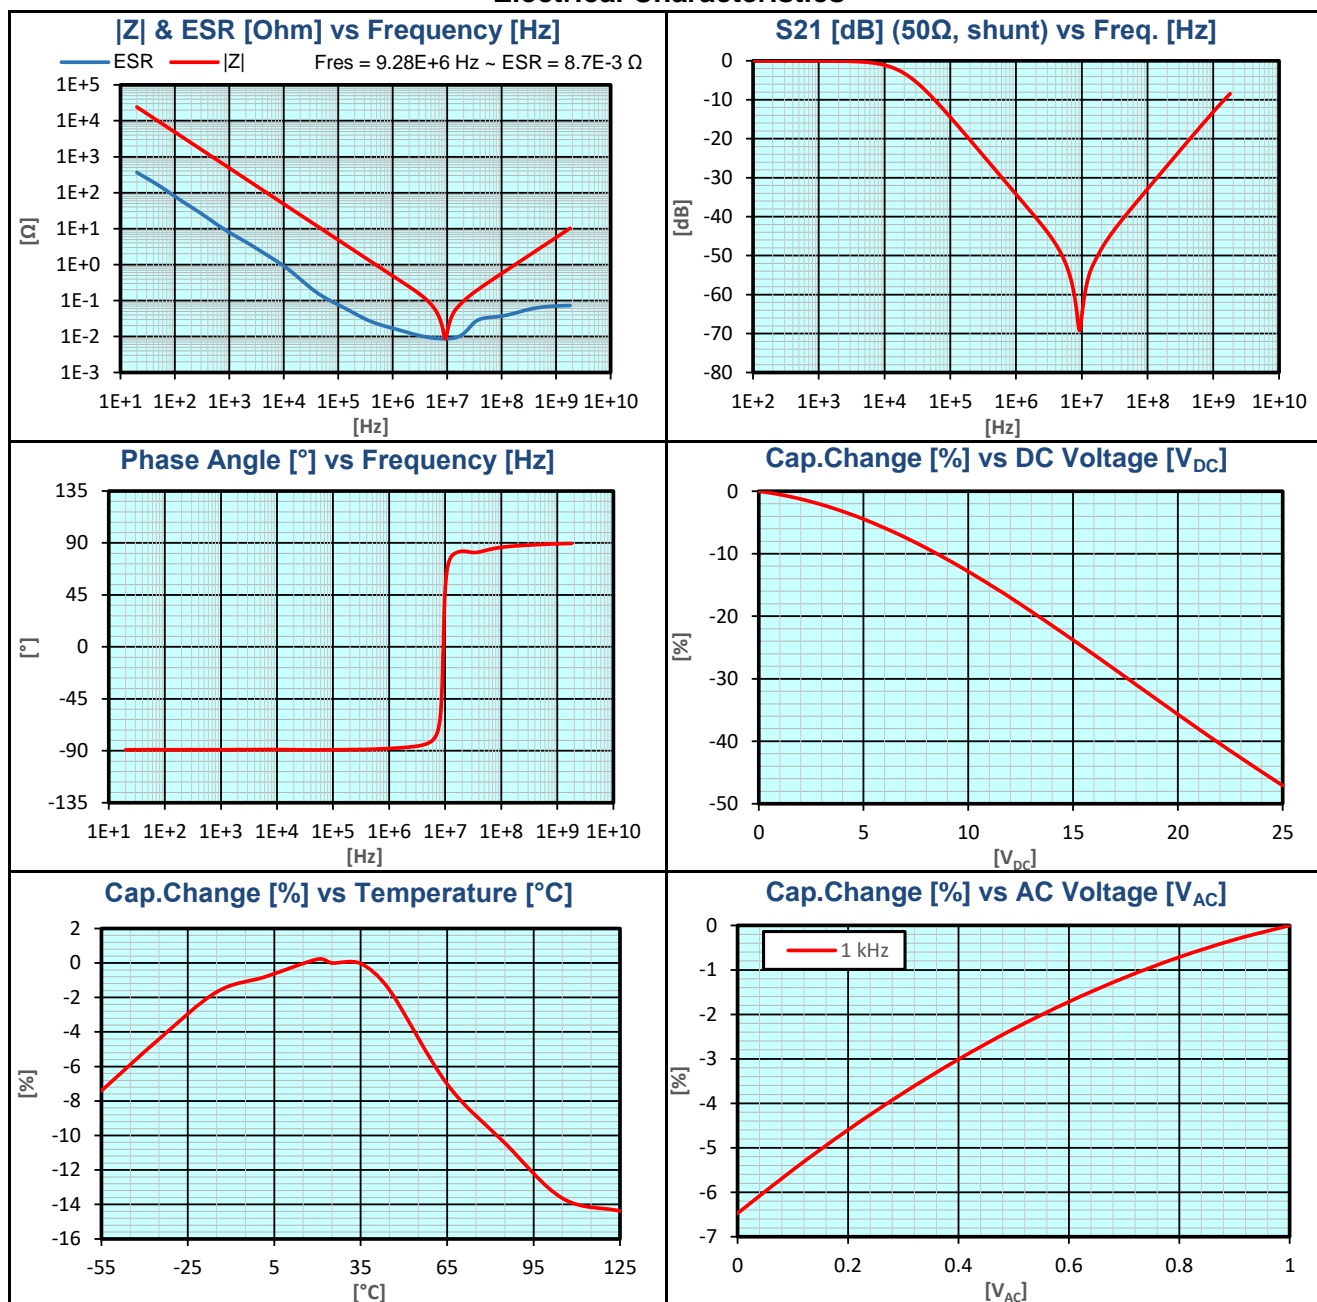 Electrical Characteristics
|Z| & ESR [Ohm] vs Frequency [Hz]
ESR |Z| Fres = 9.28E+6 Hz ~ ESR = 8.7E-3 Ω
1E+5
1E+4
1E+3
1E+2
1E+1
1E+0
1E-1
1E-2
1E-3
[Ω]
1E+1 1E+2 1E+3 1E+4 1E+5 1E+6 1E+7 1E+8 1E+9 1E+10
[Hz]
S21 [dB] (50Ω, shunt) vs Freq. [Hz]
0
-10
-20
-30
-40
-50
-60
-70
-80
[dB]
1E+2 1E+3 1E+4 1E+5 1E+6 1E+7 1E+8 1E+9 1E+10
[Hz]
Phase Angle [°] vs Frequency [Hz]
135
90
45
0
-45
-90
-135
[°]
1E+1 1E+2 1E+3 1E+4 1E+5 1E+6 1E+7 1E+8 1E+9 1E+10
[Hz]
Cap.Change [%] vs DC Voltage [VDC]
0
-10
-20
-30
-40
-50
[%]
0 5 10 15 20 25
[VDC]
Cap.Change [%] vs Temperature [°C]
2
0
-2
-4
-6
-8
-10
-12
-14
-16
[%]
-55 -25 5 35 65 95 125
[°C]
Cap.Change [%] vs AC Voltage [VAC]
1 kHz
0
-1
-2
-3
-4
-5
-6
-7
[%]
0 0.2 0.4 0.6 0.8 1
[VAC]